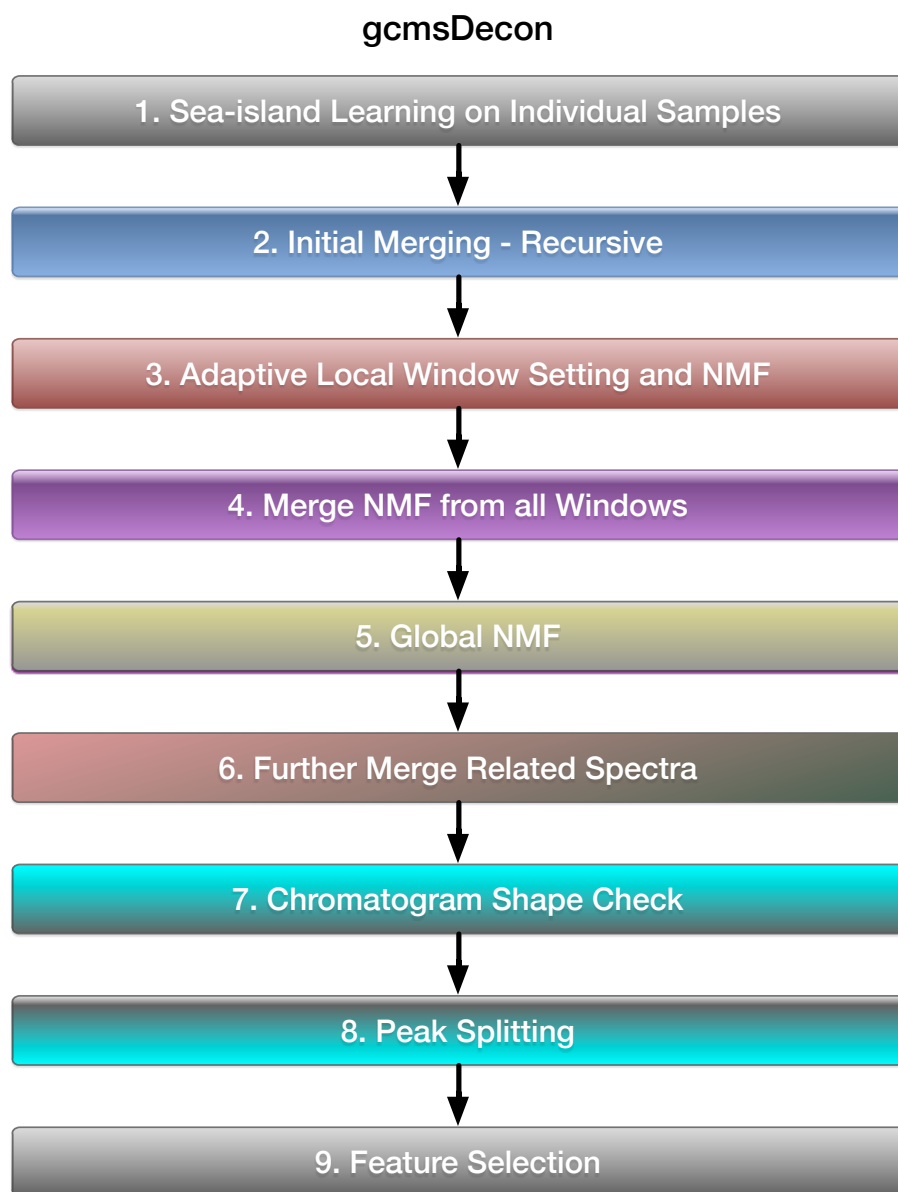 gcmsDecon
1. Sea-island Learning on Individual Samples
2. Initial Merging - Recursive
3. Adaptive Local Window Setting and NMF
4. Merge NMF from all Windows
5. Global NMF
6. Further Merge Related Spectra
7. Chromatogram Shape Check
8. Peak Splitting
9. Feature Selection